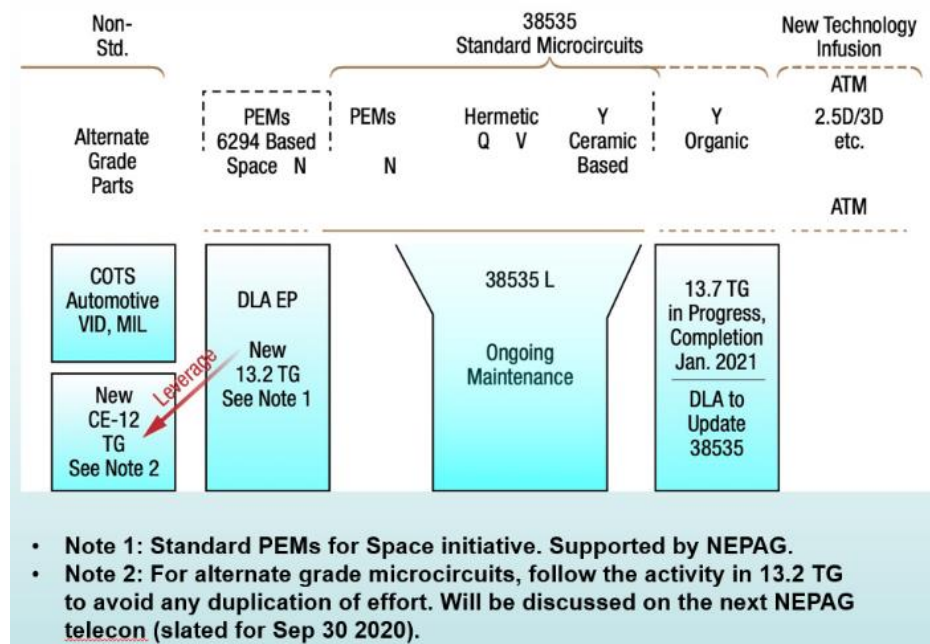 Non-
Std.
38535
Standard Microcircuits
New Technology
Infusion
Alternate
Grade
Parts
PEMs
6294 Based
Space N
PEMs
N
Hermetic
Q V
Y
Ceramic
Based
Y
Organic
ATM
2.5D/3D
etc.
ATM
COTS
Automotive
VID, MIL
New
CE-12
TG
See Note 2
Leverage
DLA EP
New
13.2 TG
See Note 1
38535 L
Ongoing
Maintenance
13.7 TG
in Progress,
Completion
Jan. 2021
DLA to
Update
38535
• Note 1: Standard PEMs for Space initiative. Supported by NEPAG.
• Note 2: For alternate grade microcircuits, follow the activity in 13.2 TG
to avoid any duplication of effort. Will be discussed on the next NEPAG
telecon (slated for Sep 30 2020).